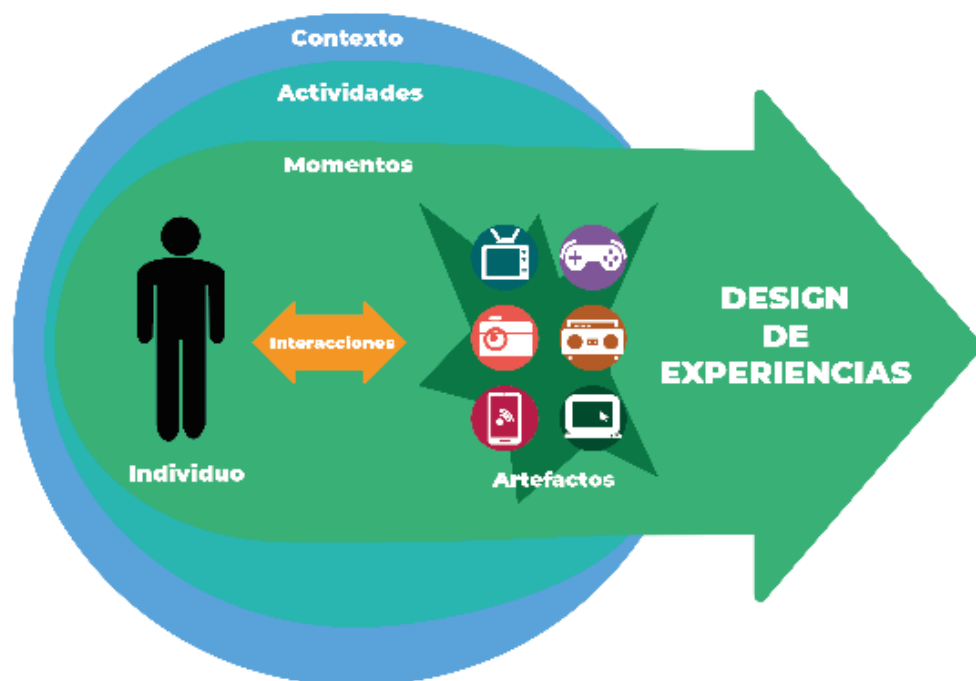 Contexto
Actividades
Momentos
Interacciones
Individuo
Artefactos
DESIGN
DE
EXPERIENCIAS